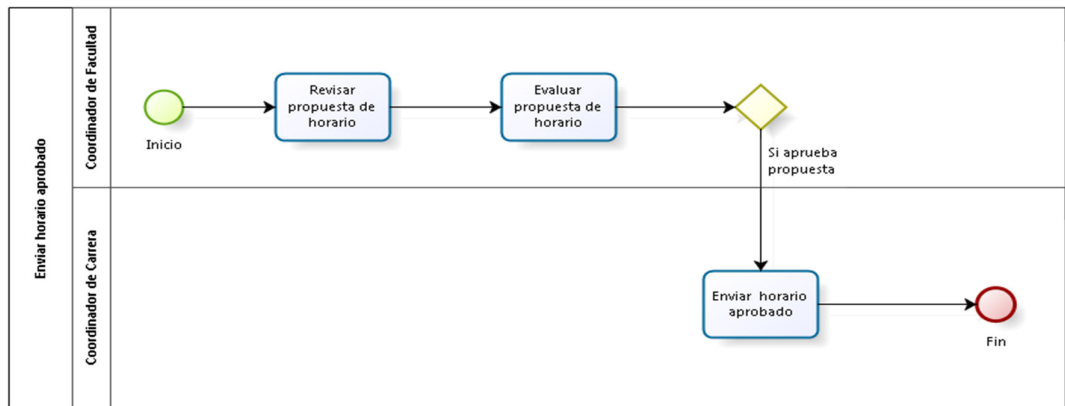 Enviar horario aprobado
Coordinador de Facultad
Inicio
Revisar
propuesta de
horario
Evaluar
propuesta de
horario
Si aprueba
propuesta
Coordinador de Carrera
Enviar horario
aprobado
Fin